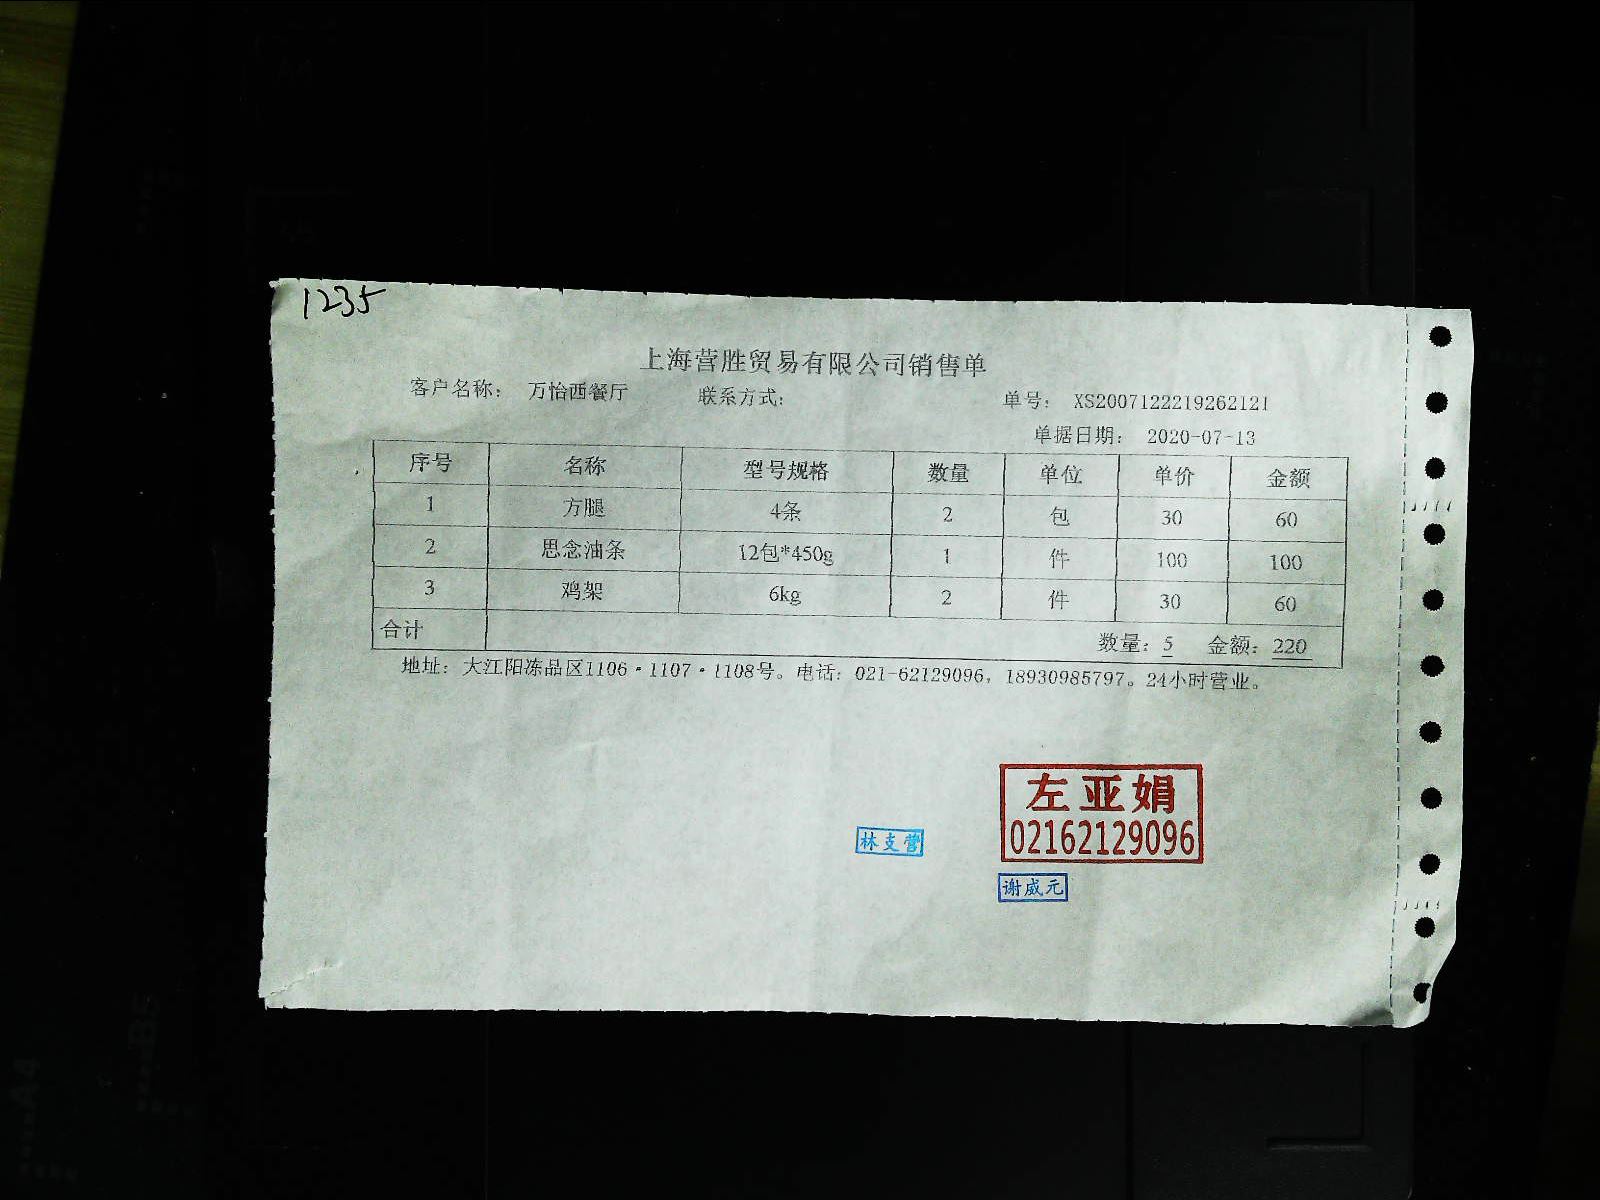 1235
上海营胜贸易有限公司销售单
客户名称： 万怡西餐厅 联系方式： 单号： XS2007122219262121
单据日期： 2020-07-13
序号 名称 型号规格 数量 单位 单价 金额
1 方腿 4条 2 包 30 60
2 思念油条 12包*450g 1 件 100 100
3 鸡架 6kg 2 件 30 60
合计 数量：5 金额：220
地址：大江阳冻品区1106·1107·1108号。电话：021-62129096，18930985797。24小时营业。
左亚娟
02162129096
林支营
谢威元
A4
B5